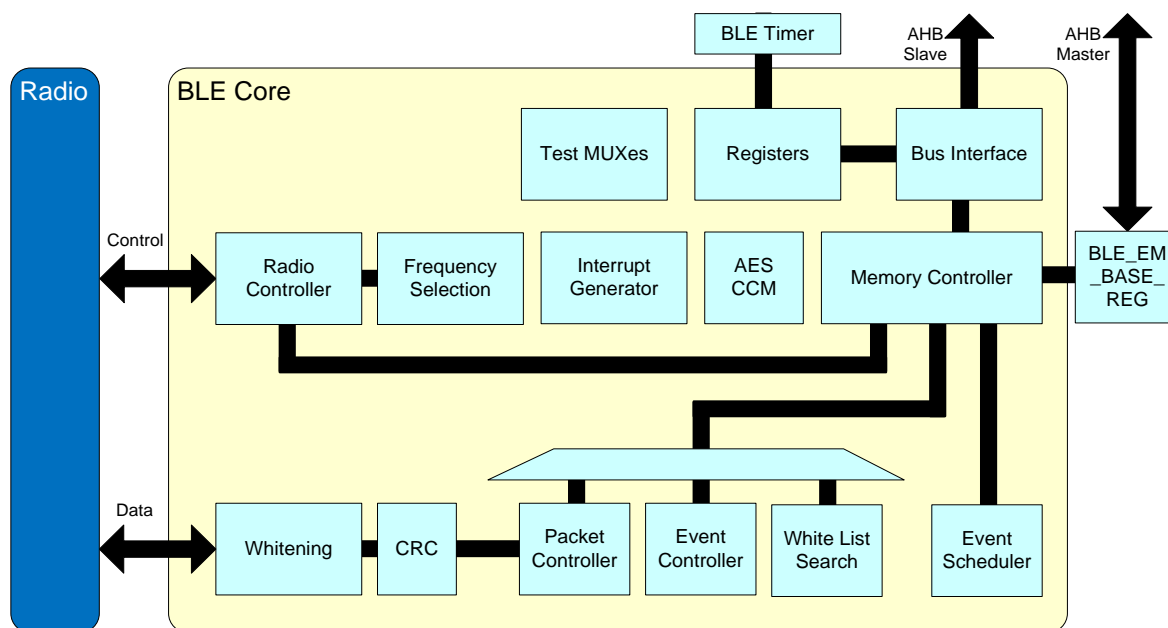 BLE Timer
AHB
Slave
AHB
Master
Radio
BLE Core
Test MUXes
Registers
Bus Interface
Control
Radio
Controller
Frequency
Selection
Interrupt
Generator
AES
CCM
Memory Controller
BLE_EM
_BASE_
REG
Data
Whitening
CRC
Packet
Controller
Event
Controller
White List
Search
Event
Scheduler